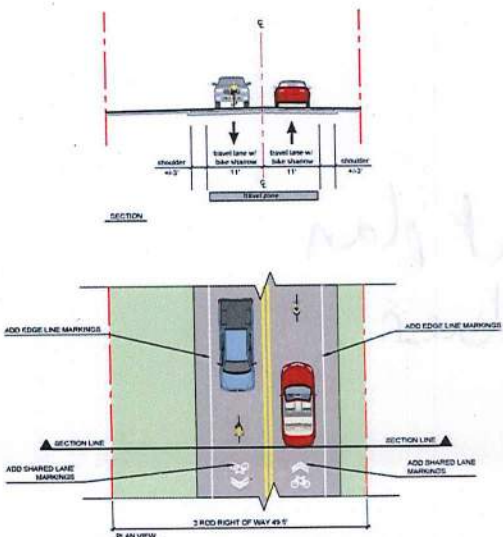 travel lane w/
bike sharrow
travel lane w/
bike sharrow
shoulder
+/-3'
11'
11'
shoulder
+/-3'
travel plane
SECTION
ADD EDGE LINE MARKINGS
ADD EDGE LINE MARKINGS
SECTION LINE
SECTION LINE
ADD SHARED LANE
MARKINGS
ADD SHARED LANE
MARKINGS
3 ROD RIGHT OF WAY 49.5'
PLAN VIEW